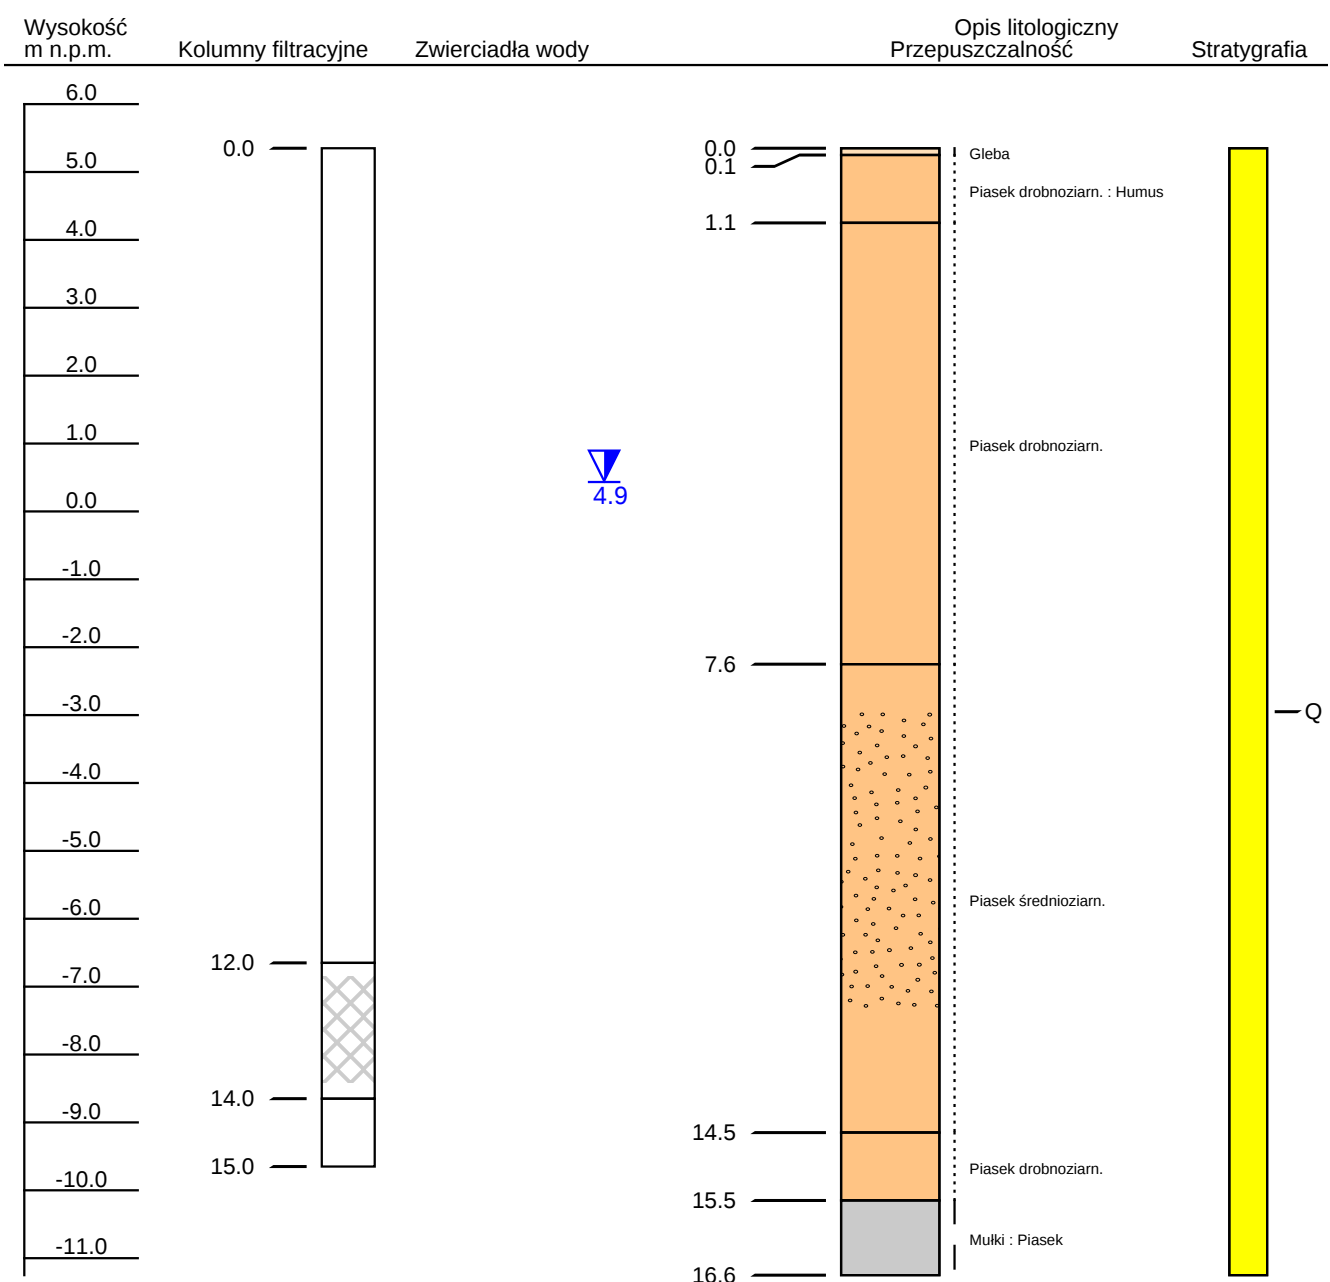 Wysokość
m n.p.m.
Kolumny filtracyjne
Zwierciadła wody
Opis litologiczny
Przepuszczalność
Stratygrafia
6.0
5.0
4.0
3.0
2.0
1.0
0.0
-1.0
-2.0
-3.0
-4.0
-5.0
-6.0
-7.0
-8.0
-9.0
-10.0
-11.0
0.0
12.0
14.0
15.0
4.9
0.0
0.1
1.1
7.6
14.5
15.5
16.6
Gleba
Piasek drobnoziarn. : Humus
Piasek drobnoziarn.
Piasek średnioziarn.
Piasek drobnoziarn.
Mułki : Piasek
Q